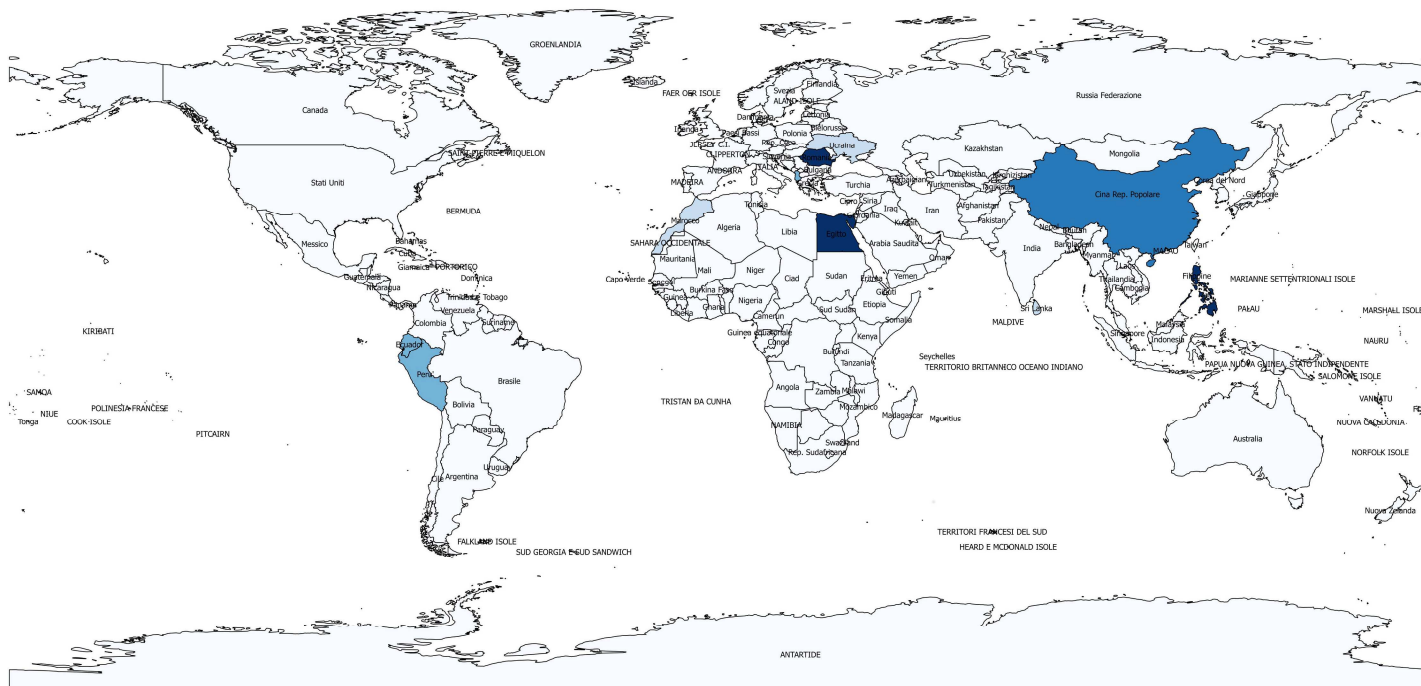 GROENLANDIA
Islanda
FAER OER ISOLE
Svezia
Finlandia
ALAND ISOLE
Russia Federazione
Canada
Lettonia
Danimarca
Irlanda
Paesi Bassi
Polonia
Bielorussia
JERSEY C.I.
Rep. Ceca
Ucraina
SAINT PIERRE E MIQUELON
CLIPPERTON
Slovenia
Romania
Kazakhstan
Mongolia
ANDORRA
ITALIA
Bulgaria
Stati Uniti
MADEIRA
Grecia
Turchia
Azerbaigian
Uzbekistan
Turkmenistan
Kirghizistan
Tagikistan
Cina Rep. Popolare
Corea del Nord
Giappone
BERMUDA
Tunisia
Cipro
Siria
Marocco
Algeria
Libia
Egitto
Giordania
Iraq
Kuwait
Iran
Afghanistan
Pakistan
Nepal
Bhutan
Messico
Bahamas
Cuba
SAHARA OCCIDENTALE
Arabia Saudita
India
Bangladesh
MACAO
Taiwan
Mauritania
Oman
Myanmar
Giamaica
PORTORICO
Guatemala
Dominica
Capo Verde
Senegal
Mali
Niger
Ciad
Sudan
Eritrea
Yemen
Laos
Filippine
MARIANNE SETTENTRIONALI ISOLE
Nicaragua
Burkina Faso
Gibuti
Thailandia
Cambogia
Trinidad e Tobago
Panama
Venezuela
Guinea
Ghana
Nigeria
Liberia
Camerun
Sud Sudan
Etiopia
Somalia
Sri Lanka
MALDIVE
PALAU
MARSHALL ISOLE
Colombia
Suriname
KIRIBATI
Guinea Equatoriale
Congo
Kenya
Malaysia
Singapore
Indonesia
NAURU
Ecuador
Burundi
Tanzania
Seychelles
TERRITORIO BRITANNICO OCEANO INDIANO
PAPUA NUOVA GUINEA, STATO INDIPENDENTE
SALOMONE ISOLE
Perù
Brasile
SAMOA
Angola
Zambia
Malawi
TRISTAN DA CUNHA
VANUATU
POLINESIA FRANCESE
NIUE
Bolivia
Mozambico
Madagascar
Mauritius
Tonga
COOK ISOLE
PITCAIRN
Paraguay
NAMIBIA
NUOVA CALEDONIA
Swaziland
Rep. Sudafricana
Australia
NORFOLK ISOLE
Uruguay
Cile
Argentina
Nuova Zelanda
FALKLAND ISOLE
SUD GEORGIA E SUD SANDWICH
TERRITORI FRANCESI DEL SUD
HEARD E MCDONALD ISOLE
ANTARTIDE